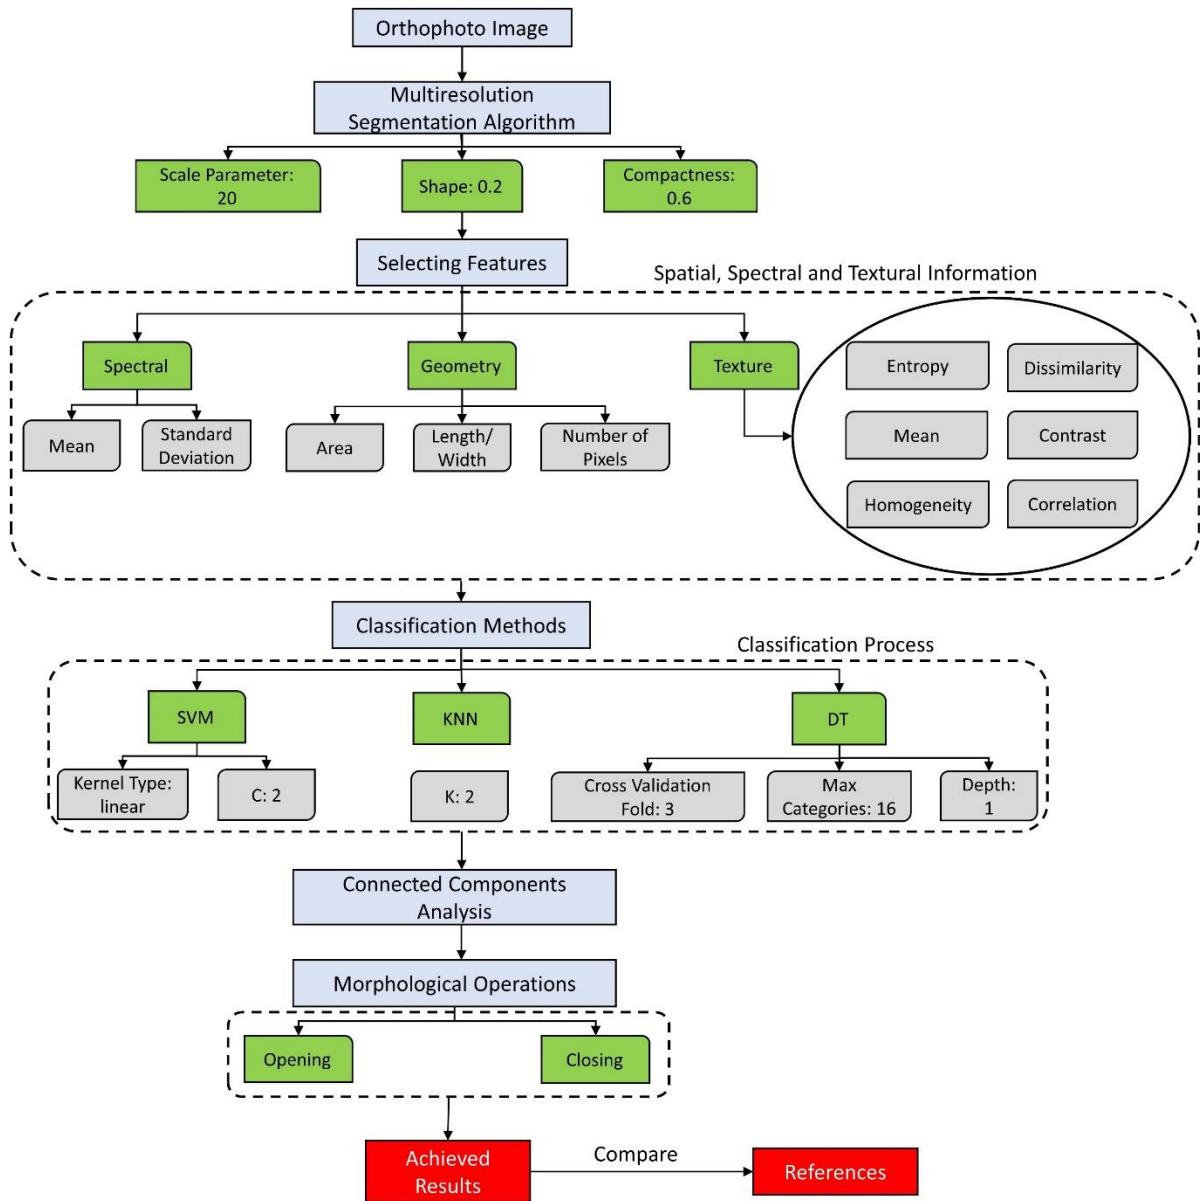 Orthophoto Image
Multiresolution
Segmentation Algorithm
Scale Parameter:
20
Shape: 0.2
Compactness:
0.6
Selecting Features
Spatial, Spectral and Textural Information
Spectral
Geometry
Texture
Mean
Standard
Deviation
Area
Length/
Width
Number of
Pixels
Entropy
Dissimilarity
Mean
Contrast
Homogeneity
Correlation
Classification Methods
Classification Process
SVM
KNN
DT
Kernel Type:
linear
C: 2
K: 2
Cross Validation
Fold: 3
Max
Categories: 16
Depth:
1
Connected Components
Analysis
Morphological Operations
Opening
Closing
Achieved
Results
Compare
References